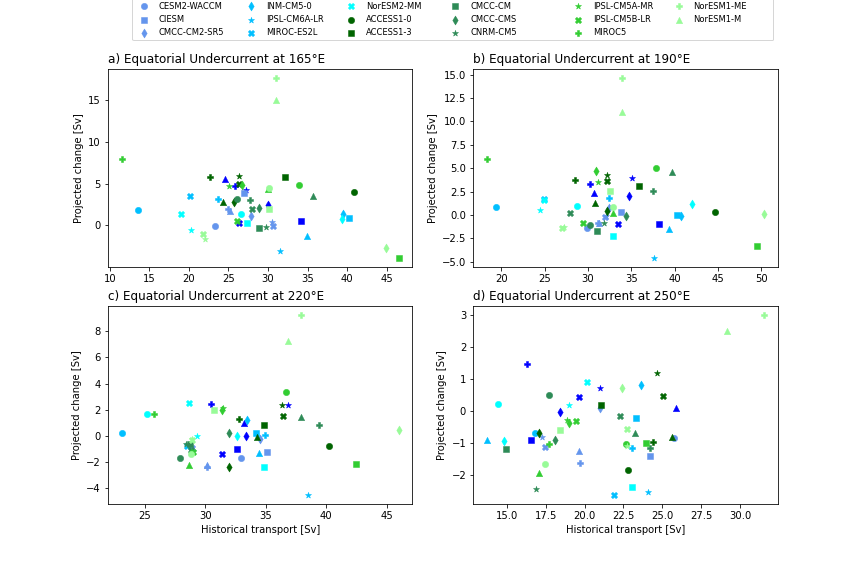 CESM2-WACCM INM-CM5-0 NorESM2-MM CMCC-CM IPSL-CM5A-MR NorESM1-ME
CIESM IPSL-CM6A-LR ACCESS1-0 CMCC-CMS IPSL-CM5B-LR NorESM1-M
CMCC-CM2-SR5 MIROC-ES2L ACCESS1-3 CNRM-CM5 MIROC5
a) Equatorial Undercurrent at 165°E
Projected change [Sv]
15
10
5
0
10 15 20 25 30 35 40 45
b) Equatorial Undercurrent at 190°E
Projected change [Sv]
15.0
12.5
10.0
7.5
5.0
2.5
0.0
−2.5
−5.0
20 25 30 35 40 45 50
c) Equatorial Undercurrent at 220°E
Projected change [Sv]
8
6
4
2
0
−2
−4
25 30 35 40 45
Historical transport [Sv]
d) Equatorial Undercurrent at 250°E
Projected change [Sv]
3
2
1
0
−1
−2
15.0 17.5 20.0 22.5 25.0 27.5 30.0
Historical transport [Sv]